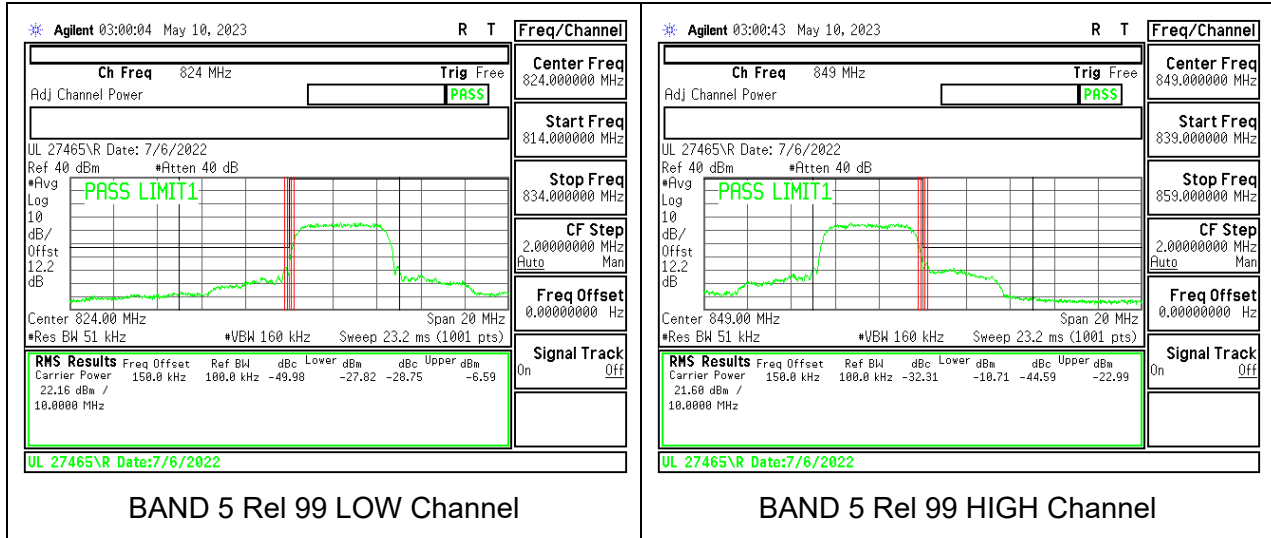 Agilent 03:00:04 May 10, 2023 R T
Freq/Channel
Ch Freq 824 MHz Trig Free
Adj Channel Power PASS
Center Freq
824.000000 MHz
Start Freq
814.000000 MHz
UL 27465\R Date: 7/6/2022
Ref 40 dBm #Atten 40 dB
#Avg
Log
10
dB/
Offst
12.2
dB
PASS LIMIT1
Stop Freq
834.000000 MHz
CF Step
2.00000000 MHz
Auto Man
Freq Offset
0.00000000 Hz
Center 824.00 MHz Span 20 MHz
#Res BW 51 kHz #VBW 160 kHz Sweep 23.2 ms (1001 pts)
Signal Track
On Off
RMS Results Freq Offset Ref BW dBc Lower dBm dBc Upper dBm
Carrier Power 150.0 kHz 100.0 kHz -49.98 -27.82 -28.75 -6.59
22.16 dBm /
10.0000 MHz
UL 27465\R Date:7/6/2022
BAND 5 Rel 99 LOW Channel
Agilent 03:00:43 May 10, 2023 R T
Freq/Channel
Ch Freq 849 MHz Trig Free
Adj Channel Power PASS
Center Freq
849.000000 MHz
Start Freq
839.000000 MHz
UL 27465\R Date: 7/6/2022
Ref 40 dBm #Atten 40 dB
#Avg
Log
10
dB/
Offst
12.2
dB
PASS LIMIT1
Stop Freq
859.000000 MHz
CF Step
2.00000000 MHz
Auto Man
Freq Offset
0.00000000 Hz
Center 849.00 MHz Span 20 MHz
#Res BW 51 kHz #VBW 160 kHz Sweep 23.2 ms (1001 pts)
Signal Track
On Off
RMS Results Freq Offset Ref BW dBc Lower dBm dBc Upper dBm
Carrier Power 150.0 kHz 100.0 kHz -32.31 -10.71 -44.59 -22.99
21.60 dBm /
10.0000 MHz
UL 27465\R Date:7/6/2022
BAND 5 Rel 99 HIGH Channel